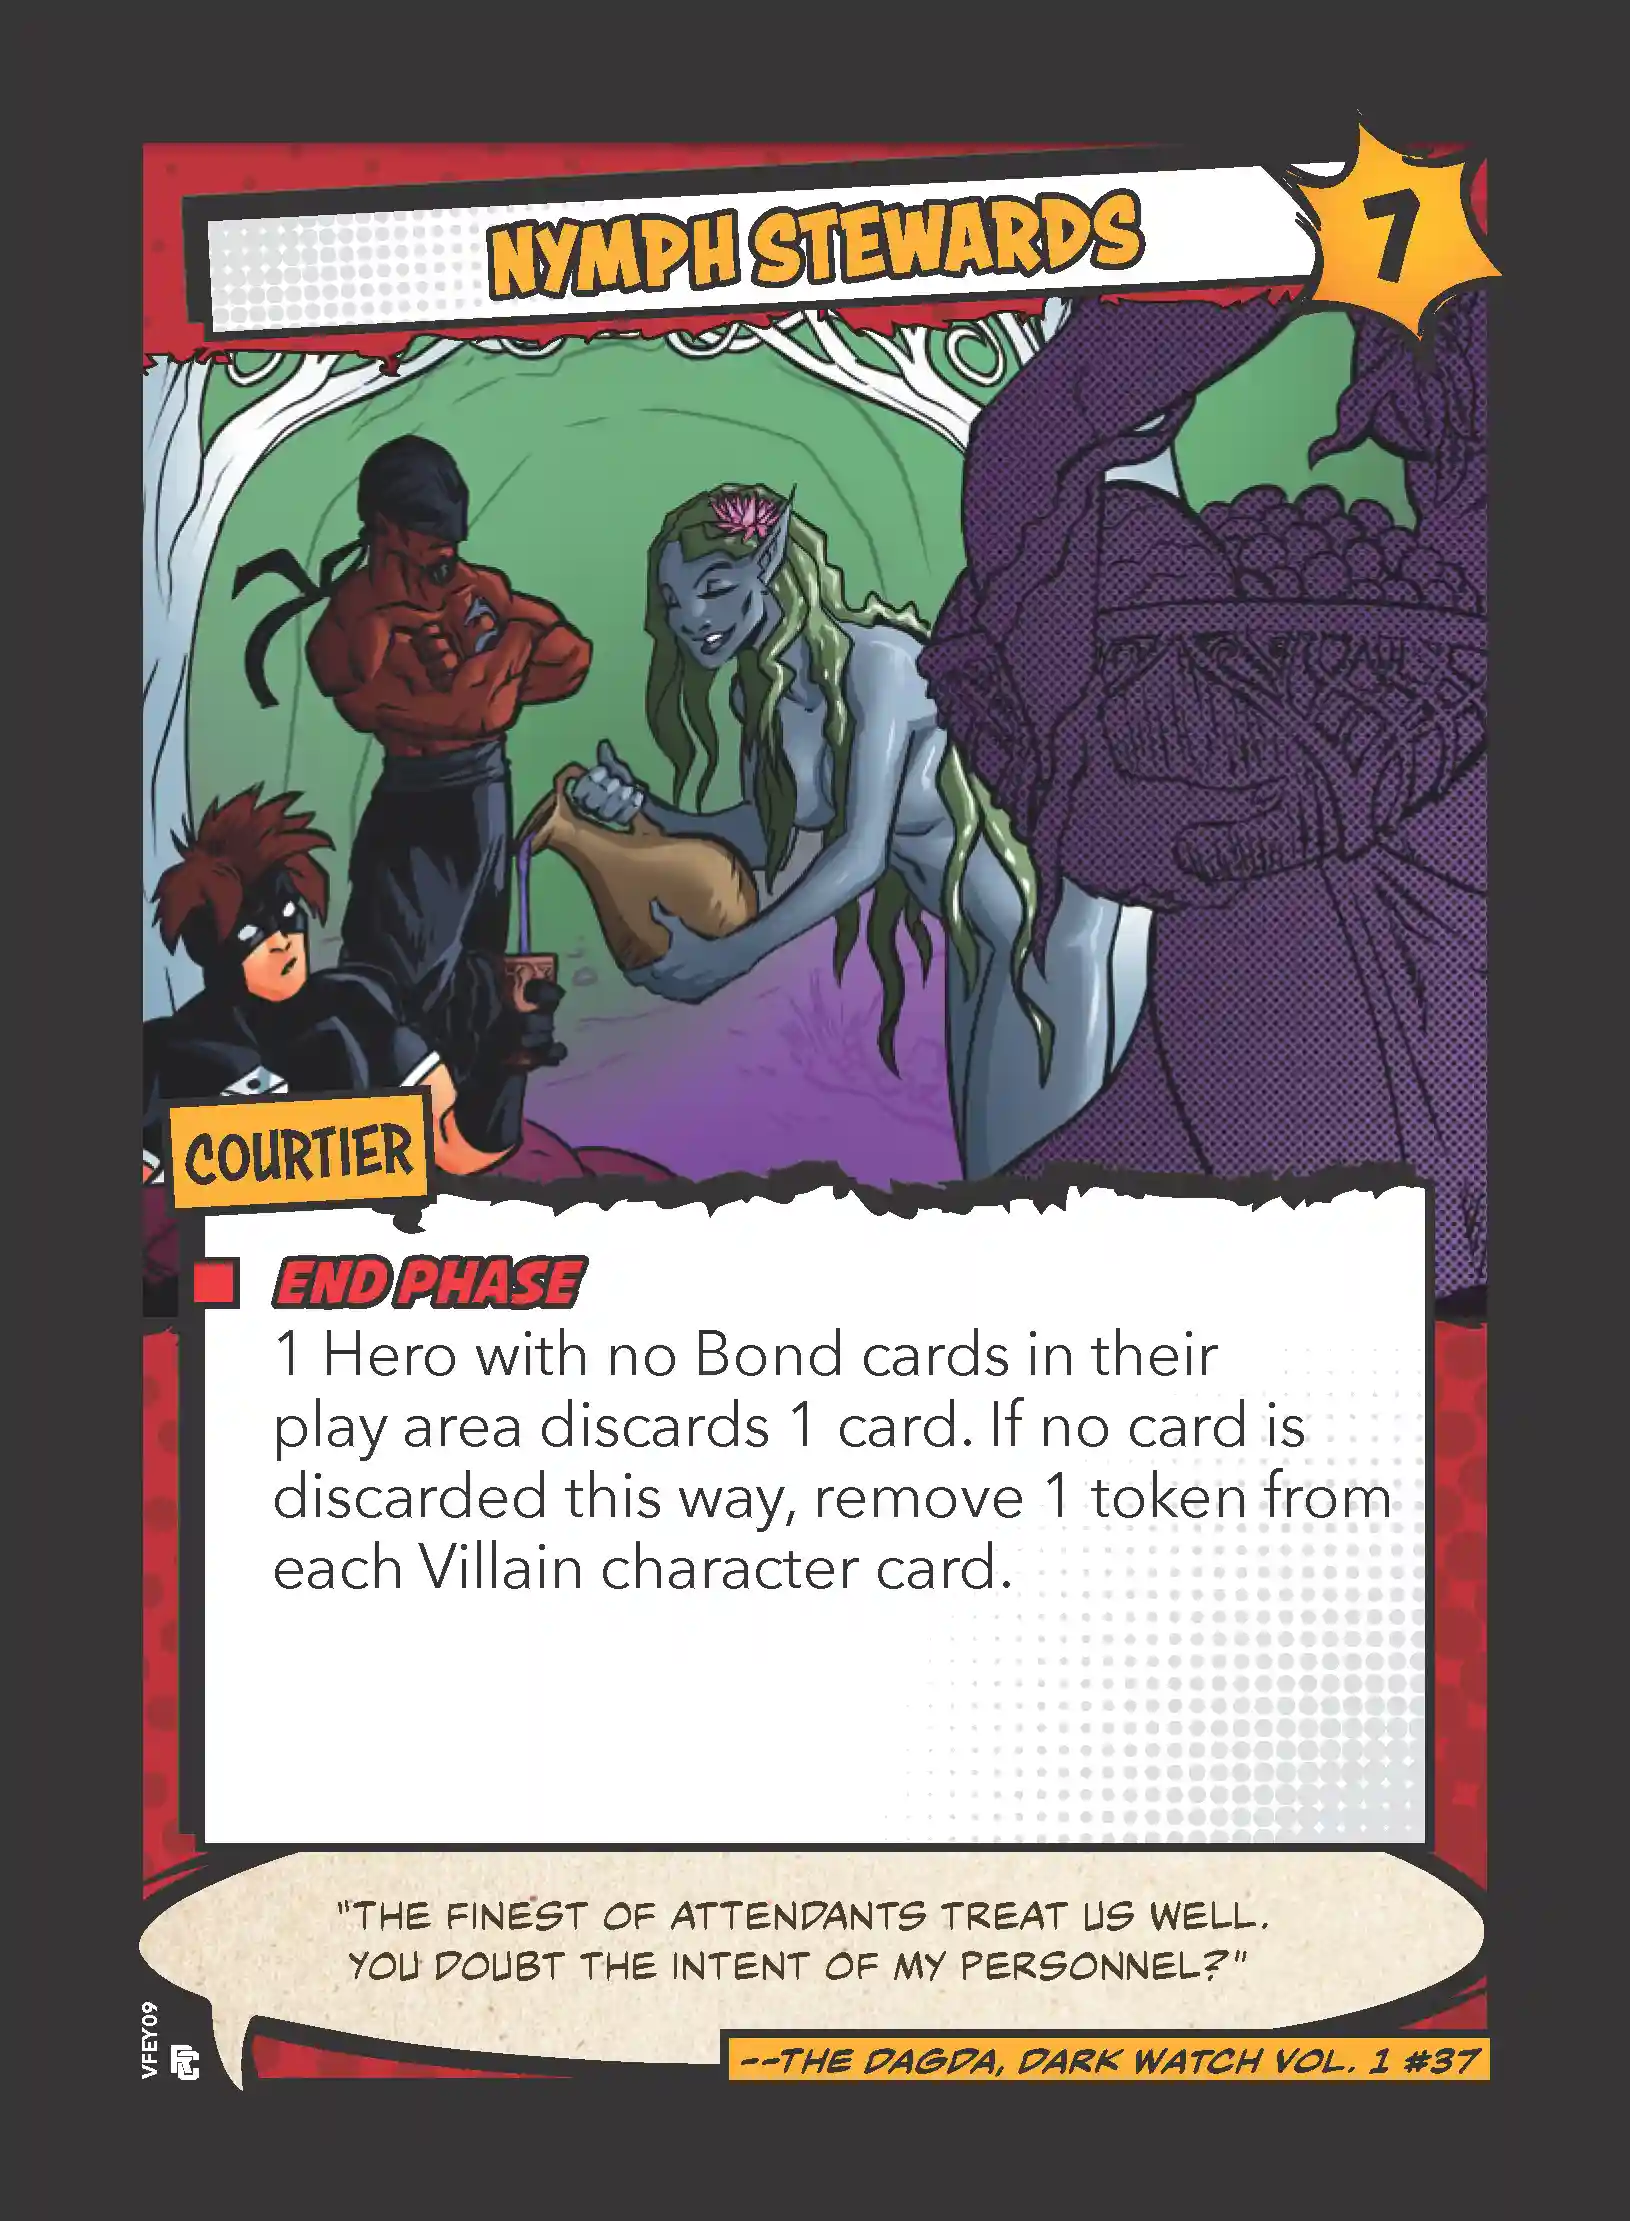 NYMPH STEWARDS
7
COURTIER
END PHASE
1 Hero with no Bond cards in their
play area discards 1 card. If no card is
discarded this way, remove 1 token from
each Villain character card.
"THE FINEST OF ATTENDANTS TREAT US WELL.
YOU DOUBT THE INTENT OF MY PERSONNEL?"
--THE DAGDA, DARK WATCH VOL. 1 #37
VFEY09